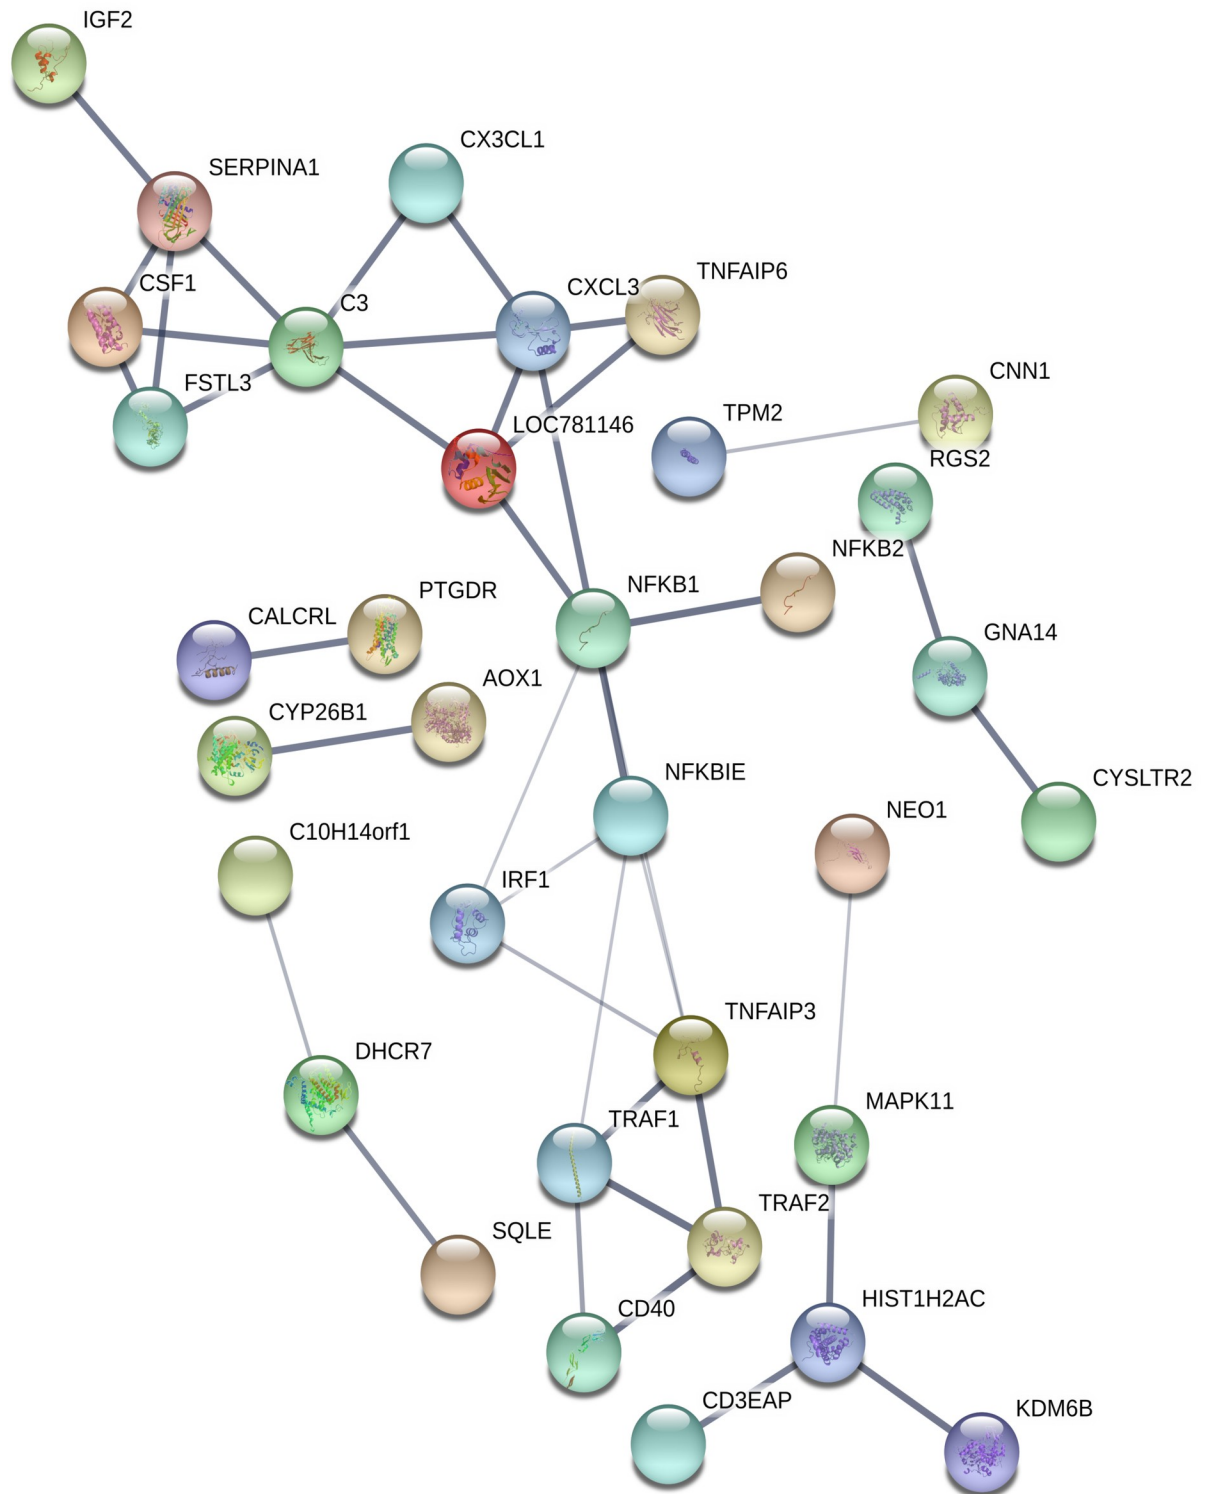 IGF2
CX3CL1
SERPINA1
TNFAIP6
CSF1
CXCL3
C3
CNN1
FSTL3
TPM2
LOC781146
RGS2
NFKB2
NFKB1
PTGDR
CALCRL
GNA14
AOX1
CYP26B1
NFKBIE
CYSLTR2
NEO1
C10H14orf1
IRF1
TNFAIP3
DHCR7
MAPK11
TRAF1
TRAF2
SQLE
HIST1H2AC
CD40
CD3EAP
KDM6B